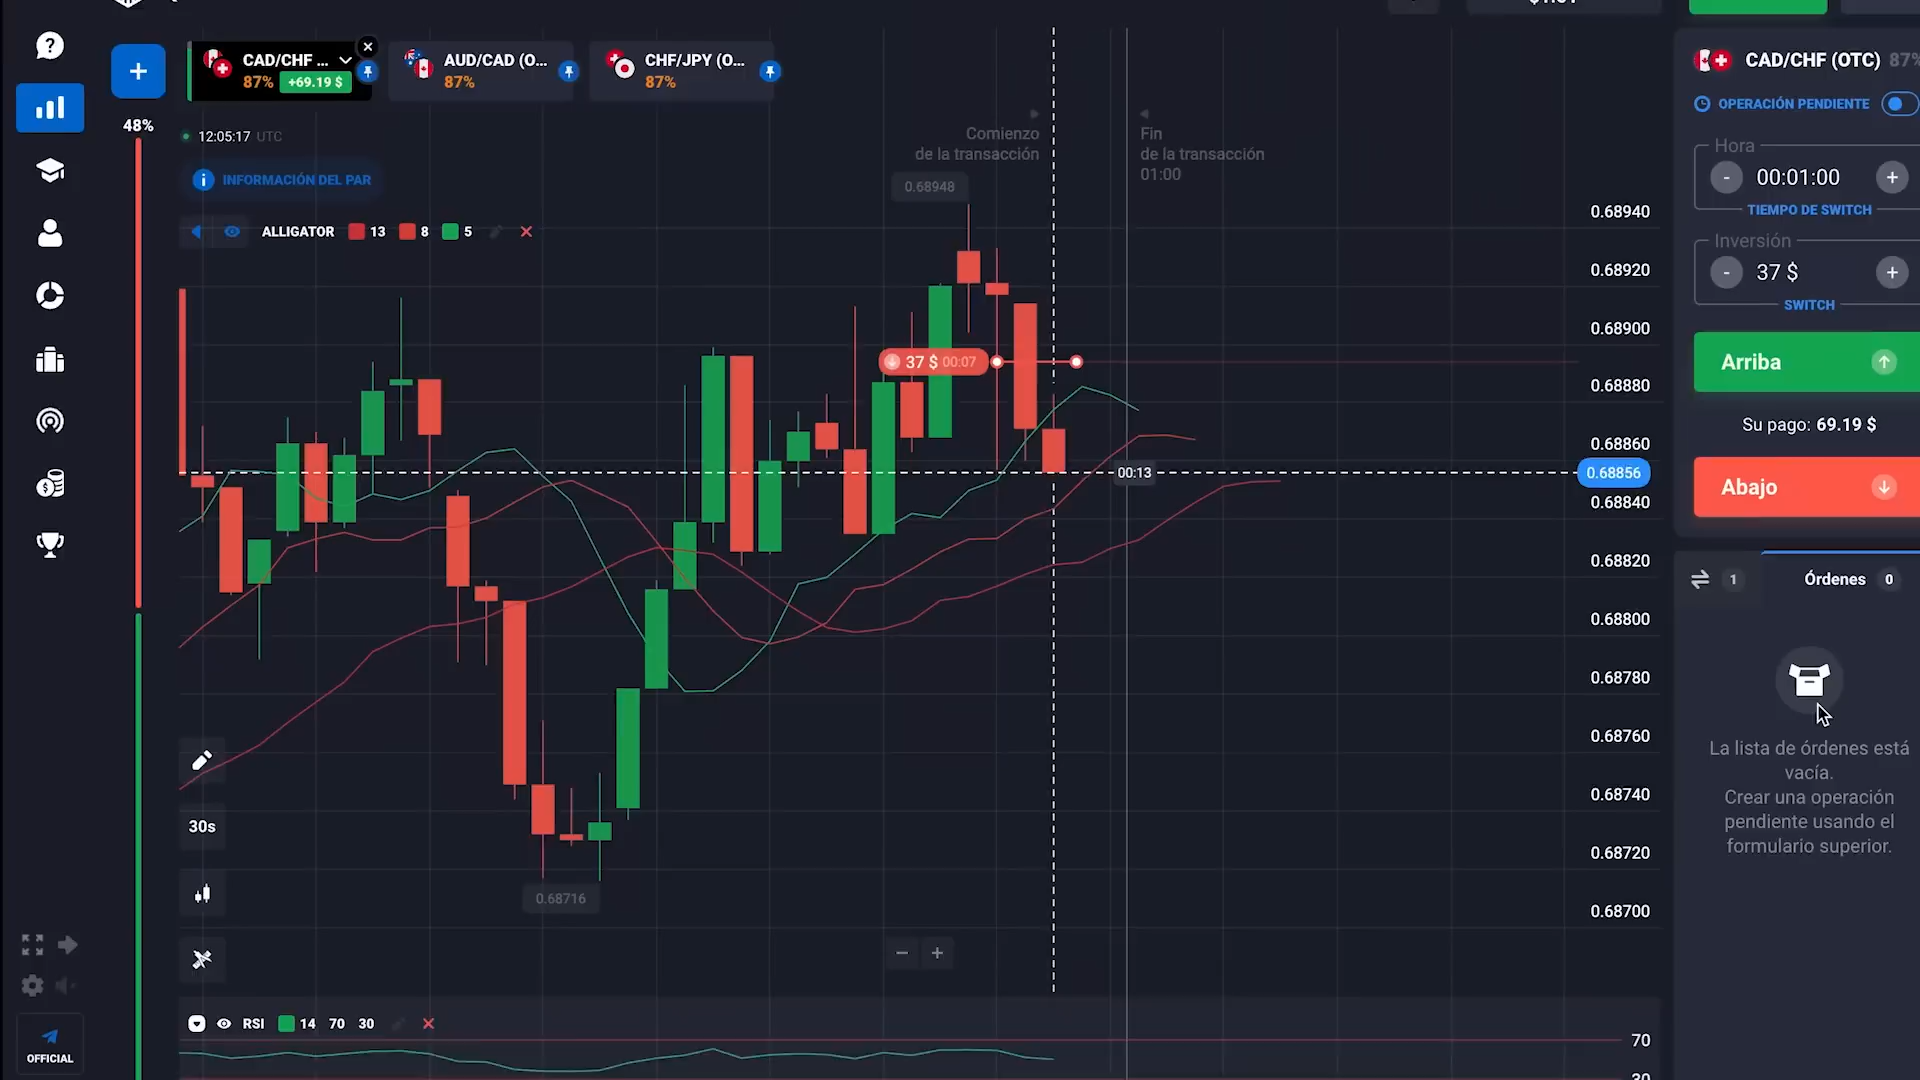 CAD/CHF ...
87% +69.19 $
AUD/CAD (O...
87%
CHF/JPY (O...
87%
CAD/CHF (OTC) 87%
48%
12:05:17 UTC
INFORMACIÓN DEL PAR
ALLIGATOR 13 8 5
Comienzo
de la transacción
Fin
de la transacción
01:00
0.68948
37 $ 00:07
00:13
0.68716
0.68940
0.68920
0.68900
0.68880
0.68860
0.68856
0.68840
0.68820
0.68800
0.68780
0.68760
0.68740
0.68720
0.68700
OPERACIÓN PENDIENTE
Hora
- 00:01:00 +
TIEMPO DE SWITCH
Inversión
- 37 $ +
SWITCH
Arriba
Su pago: 69.19 $
Abajo
1
Órdenes 0
La lista de órdenes está
vacía.
Crear una operación
pendiente usando el
formulario superior.
30s
RSI 14 70 30
70
30
OFFICIAL